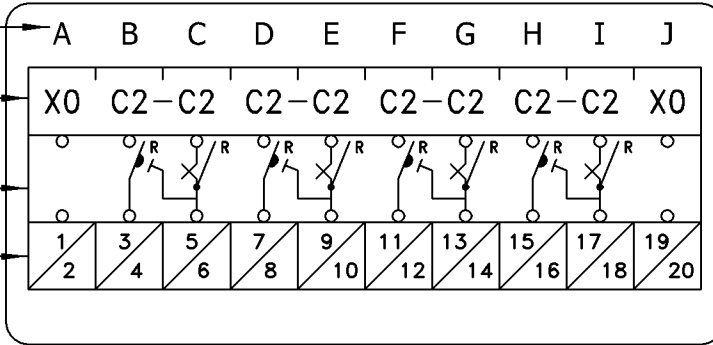 A B C D E F G H I J
X0 C2-C2 C2-C2 C2-C2 C2-C2 X0
R R R R R R R R
1 3 5 7 9 11 13 15 17 19
2 4 6 8 10 12 14 16 18 20